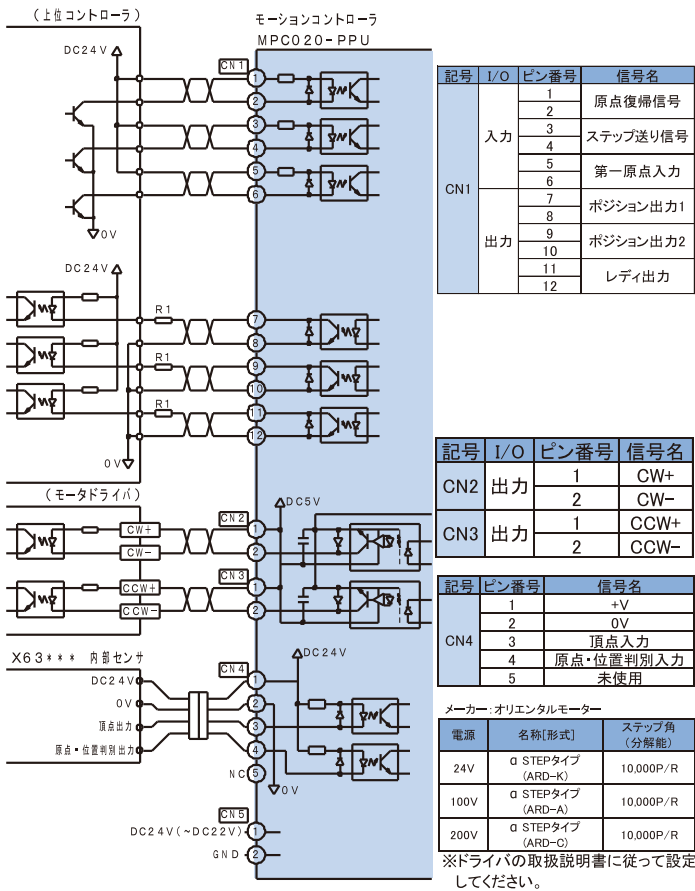 (上位コントローラ)
モーションコントローラ
MPC020-PPU
DC24V
CN1
1
2
3
4
5
6
0V
DC24V
R1
7
8
R1
9
10
R1
11
12
0V
(モータドライバ)
DC5V
CN2
CW+
1
CW-
2
CN3
CCW+
1
CCW-
2
X63*** 内部センサ
DC24V
CN4
DC24V
1
0V
2
頂点出力
3
原点・位置判別出力
4
NC
5
0V
CN5
DC24V(~DC22V)
1
GND
2
記号 I/O ピン番号 信号名
CN1 入力 1 2 原点復帰信号
3 4 ステップ送り信号
5 6 第一原点入力
出力 7 8 ポジション出力1
9 10 ポジション出力2
11 12 レディ出力
記号 I/O ピン番号 信号名
CN2 出力 1 CW+
2 CW-
CN3 出力 1 CCW+
2 CCW-
記号 ピン番号 信号名
CN4 1 +V
2 0V
3 頂点入力
4 原点・位置判別入力
5 未使用
メーカー:オリエンタルモーター
電源 名称[形式] ステップ角
(分解能)
24V α STEPタイプ
(ARD-K) 10,000P/R
100V α STEPタイプ
(ARD-A) 10,000P/R
200V α STEPタイプ
(ARD-C) 10,000P/R
※ドライバの取扱説明書に従って設定
してください。